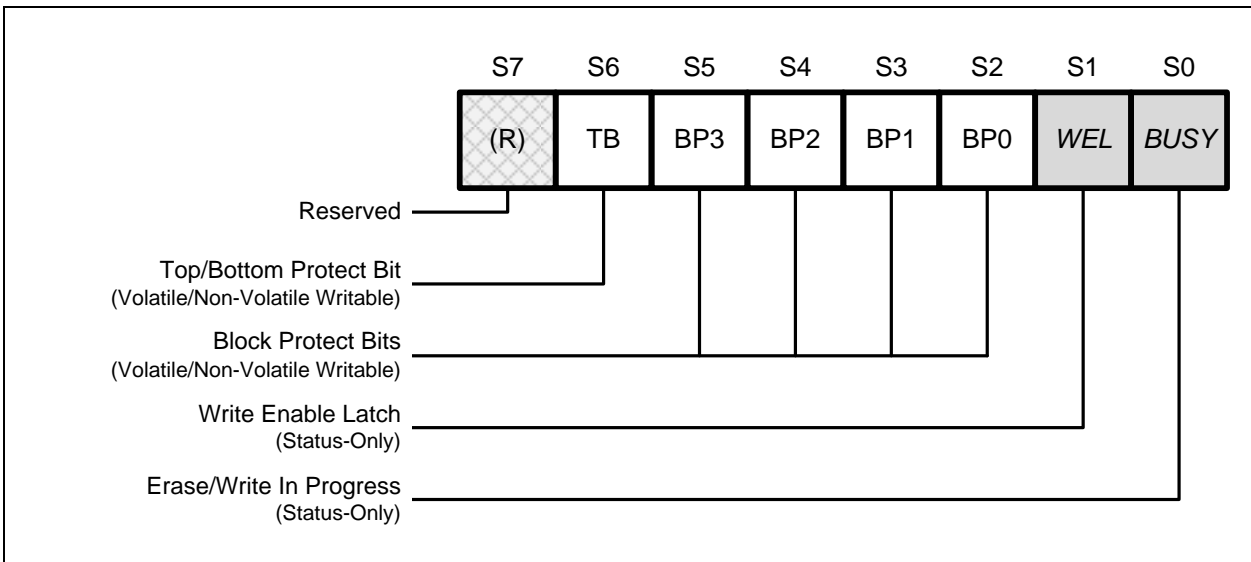 S7 S6 S5 S4 S3 S2 S1 S0
(R) TB BP3 BP2 BP1 BP0 WEL BUSY
Reserved
Top/Bottom Protect Bit
(Volatile/Non-Volatile Writable)
Block Protect Bits
(Volatile/Non-Volatile Writable)
Write Enable Latch
(Status-Only)
Erase/Write In Progress
(Status-Only)